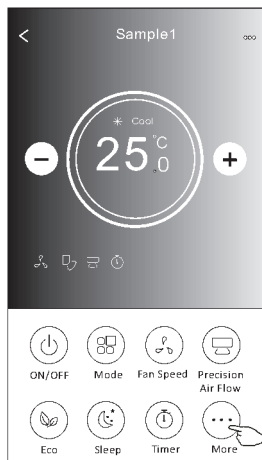 Sample1
Cool
25.0°C
ON/OFF
Mode
Fan Speed
Precision
Air Flow
Eco
Sleep
Timer
More